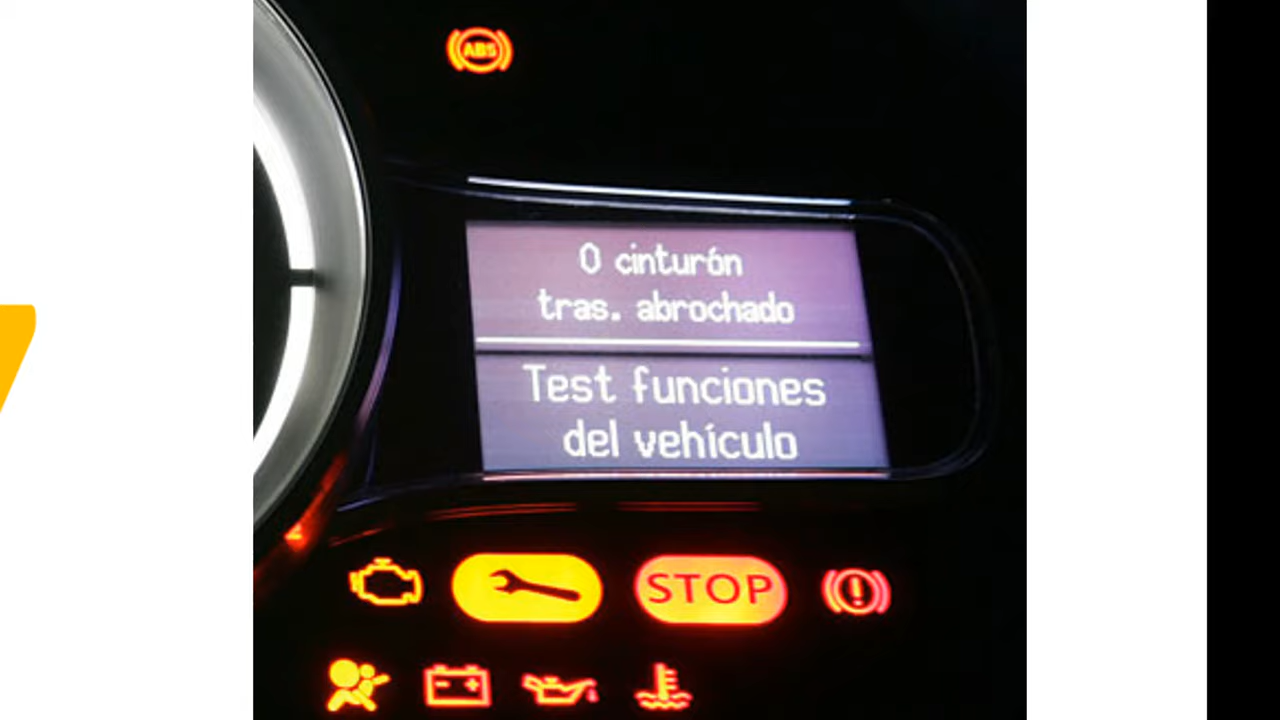 ABS
0 cinturón
tras. abrochado
Test funciones
del vehículo
STOP